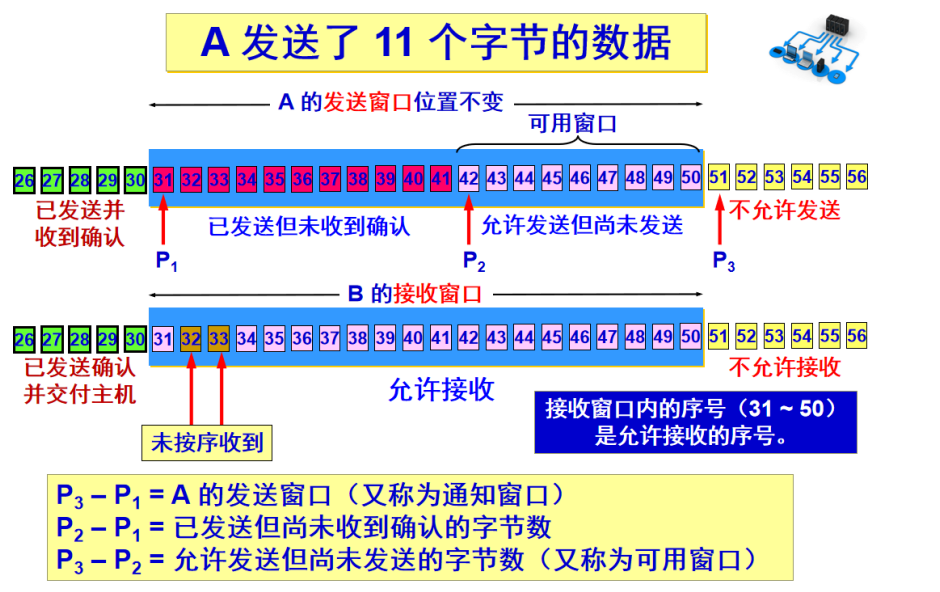 A 发送了 11 个字节的数据
A 的发送窗口位置不变
可用窗口
26 27 28 29 30 31 32 33 34 35 36 37 38 39 40 41 42 43 44 45 46 47 48 49 50 51 52 53 54 55 56
已发送并
收到确认
已发送但未收到确认
允许发送但尚未发送
不允许发送
P1
P2
P3
B 的接收窗口
26 27 28 29 30 31 32 33 34 35 36 37 38 39 40 41 42 43 44 45 46 47 48 49 50 51 52 53 54 55 56
已发送确认
并交付主机
允许接收
不允许接收
未按序收到
接收窗口内的序号（31 ~ 50）
是允许接收的序号。
P3 – P1 = A 的发送窗口（又称为通知窗口）
P2 – P1 = 已发送但尚未收到确认的字节数
P3 – P2 = 允许发送但尚未发送的字节数（又称为可用窗口）